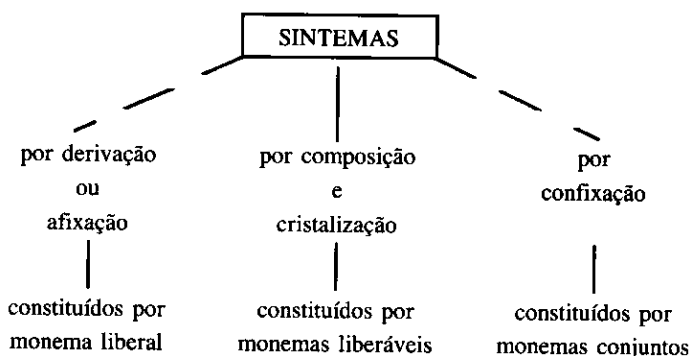 SINTEMAS
por derivação
ou
afixação
constituídos por
monema liberal
por composição
e
cristalização
constituídos por
monemas liberáveis
por
confixação
constituídos por
monemas conjuntos